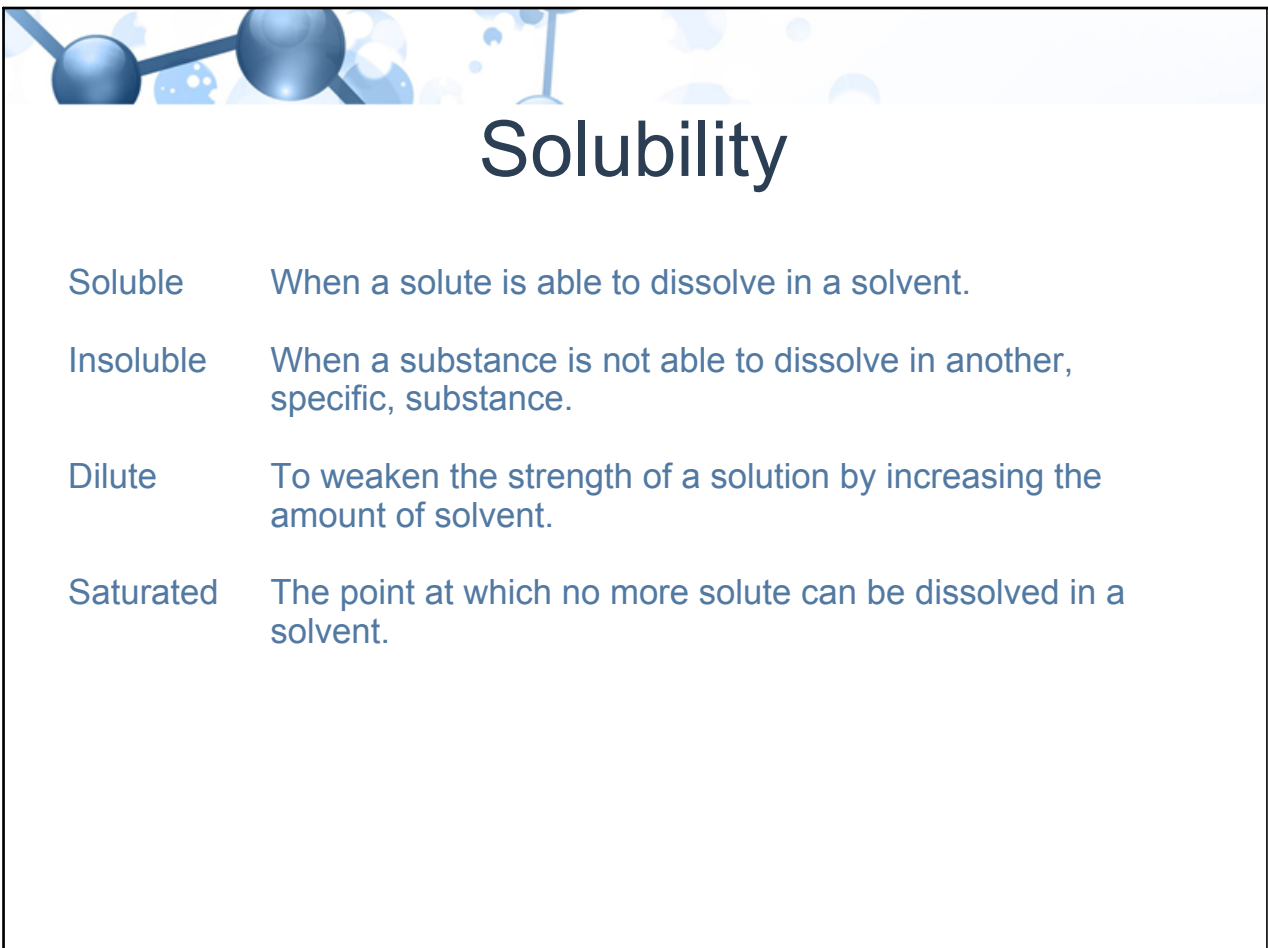 Solubility
Soluble When a solute is able to dissolve in a solvent.
Insoluble When a substance is not able to dissolve in another,
specific, substance.
Dilute To weaken the strength of a solution by increasing the
amount of solvent.
Saturated The point at which no more solute can be dissolved in a
solvent.